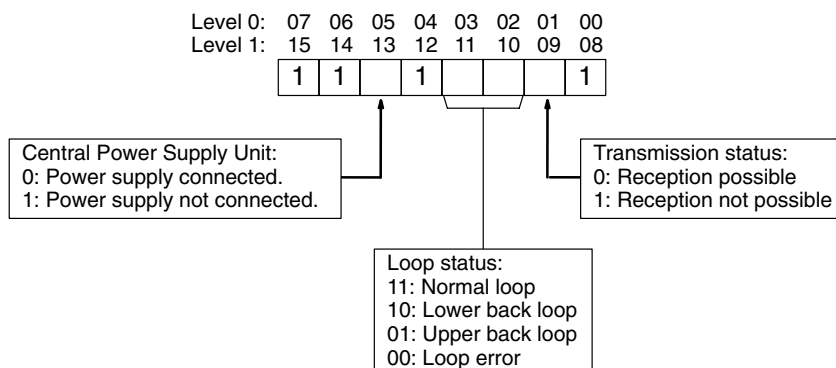 Level 0: 07 06 05 04 03 02 01 00
Level 1: 15 14 13 12 11 10 09 08
1 1 1 1
Central Power Supply Unit:
0: Power supply connected.
1: Power supply not connected.
Transmission status:
0: Reception possible
1: Reception not possible
Loop status:
11: Normal loop
10: Lower back loop
01: Upper back loop
00: Loop error